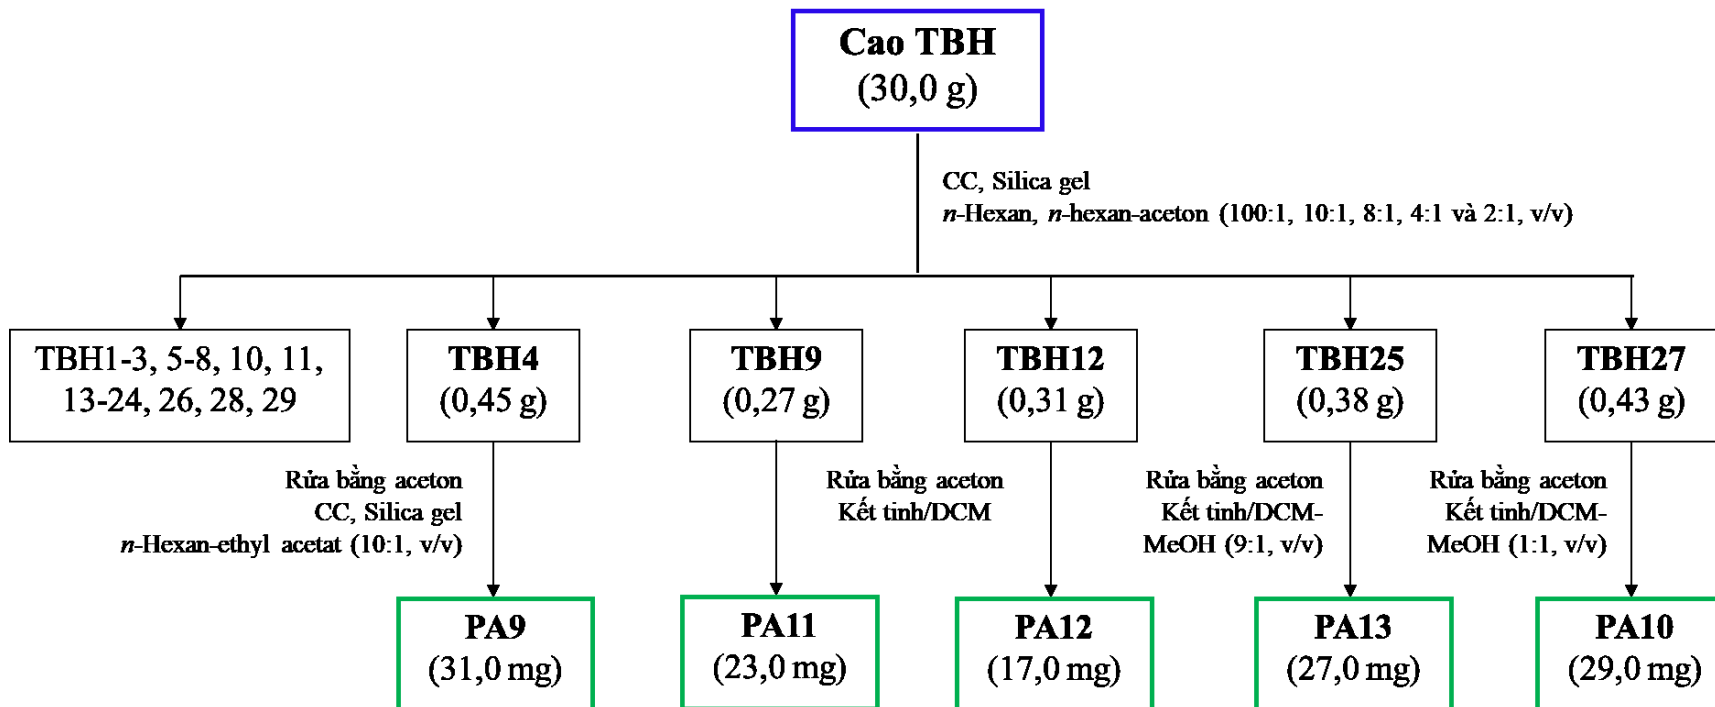 Cao TBH
(30,0 g)
CC, Silica gel
n-Hexan, n-hexan-aceton (100:1, 10:1, 8:1, 4:1 và 2:1, v/v)
TBH1-3, 5-8, 10, 11,
13-24, 26, 28, 29
TBH4
(0,45 g)
TBH9
(0,27 g)
TBH12
(0,31 g)
TBH25
(0,38 g)
TBH27
(0,43 g)
Rửa bằng aceton
CC, Silica gel
n-Hexan-ethyl acetat (10:1, v/v)
Rửa bằng aceton
Kết tinh/DCM
Rửa bằng aceton
Kết tinh/DCM-
MeOH (9:1, v/v)
Rửa bằng aceton
Kết tinh/DCM-
MeOH (1:1, v/v)
PA9
(31,0 mg)
PA11
(23,0 mg)
PA12
(17,0 mg)
PA13
(27,0 mg)
PA10
(29,0 mg)